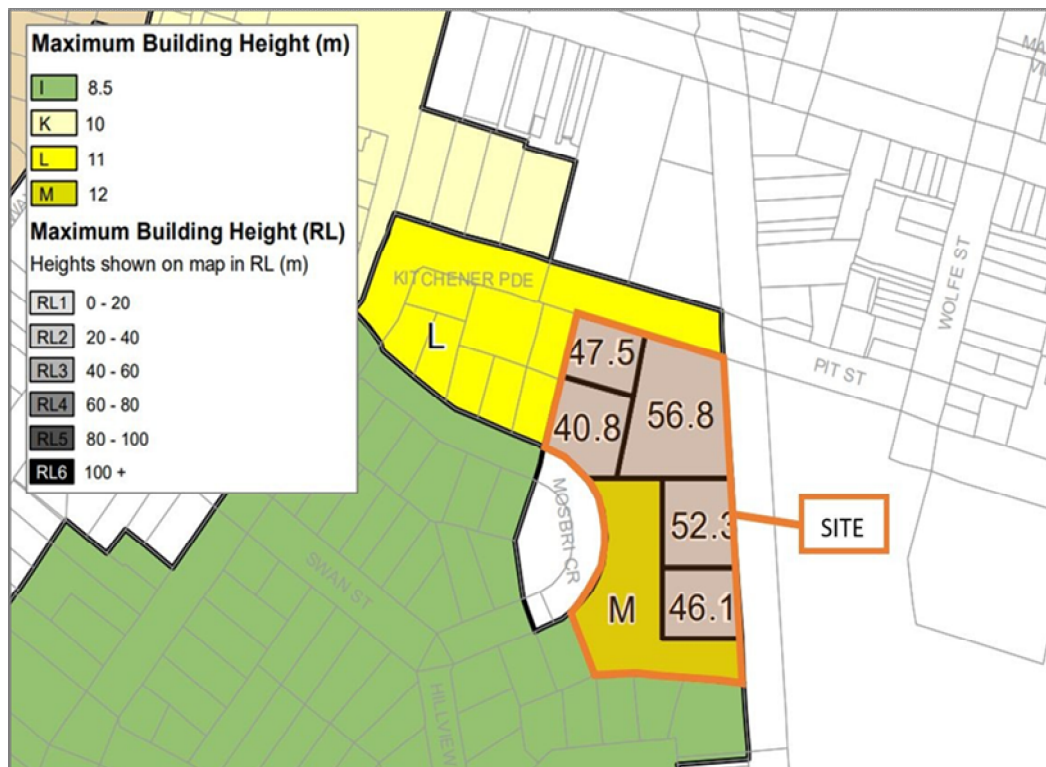 Maximum Building Height (m)
I 8.5
K 10
L 11
M 12
Maximum Building Height (RL)
Heights shown on map in RL (m)
RL1 0 - 20
RL2 20 - 40
RL3 40 - 60
RL4 60 - 80
RL5 80 - 100
RL6 100 +
KITCHENER PDE
L
47.5
40.8
56.8
PIT ST
WOLFE ST
MOSBRI CR
52.3
SITE
46.1
M
SWAN ST
HILLVIEW